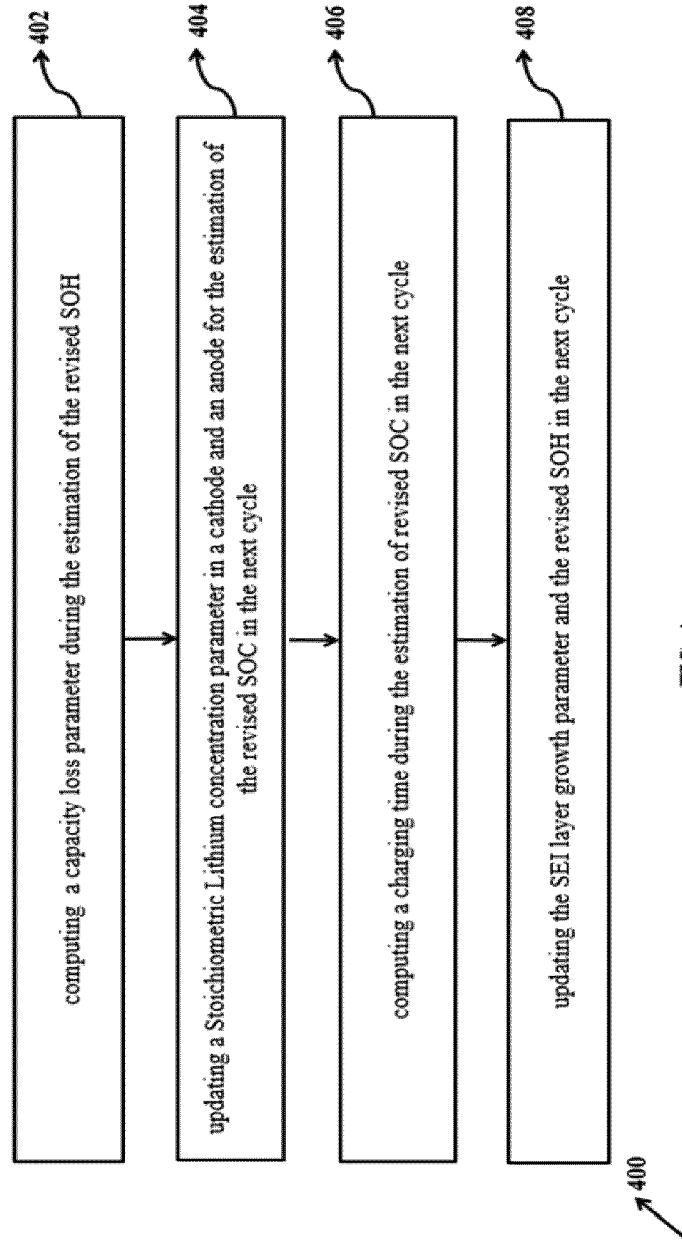 402
computing a capacity loss parameter during the estimation of the revised SOH
404
updating a Stoichiometric Lithium concentration parameter in a cathode and an anode for the estimation of
the revised SOC in the next cycle
406
computing a charging time during the estimation of revised SOC in the next cycle
408
updating the SEI layer growth parameter and the revised SOH in the next cycle
400